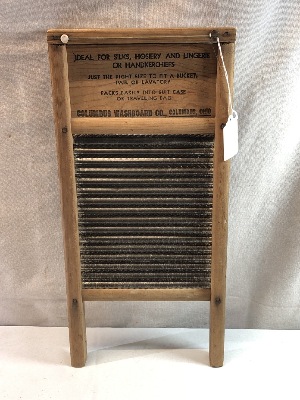 IDEAL FOR SILKS, HOSIERY AND LINGERIE
OR HANDKERCHIEFS
JUST THE RIGHT SIZE TO FIT A BUCKET,
PAIL OR LAVATORY
PACKS EASILY INTO SUIT CASE
OR TRAVELING BAG
COLUMBUS WASHBOARD CO., COLUMBUS, OHIO